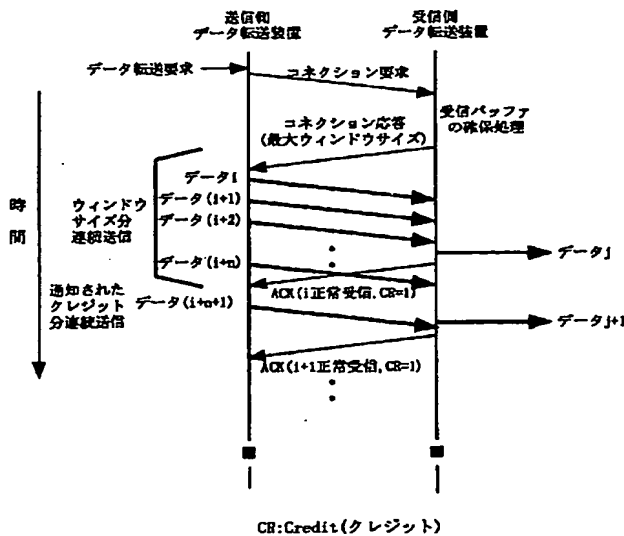 送信側
データ転送装置
受信側
データ転送装置
データ転送要求
コネクション要求
受信バッファ
の確保処理
コネクション応答
(最大ウィンドウサイズ)
データi
データ(i+1)
データ(i+2)
データ(i+n)
時
間
ウィンドウ
サイズ分
連続送信
データj
通知された
クレジット
分連続送信
データ(i+n+1)
ACK(i正常受信,CR=1)
データj+1
ACK(i+1正常受信,CR=1)
CR:Credit(クレジット)